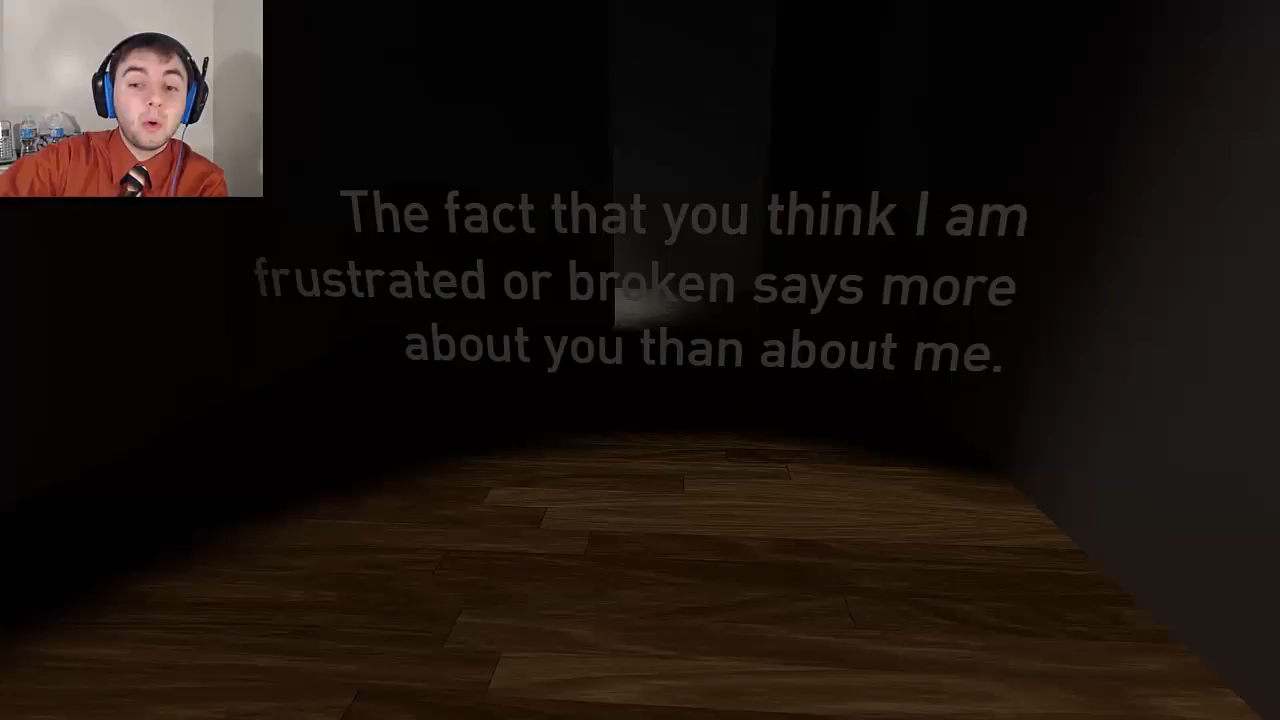 The fact that you think I am
frustrated or broken says more
about you than about me.